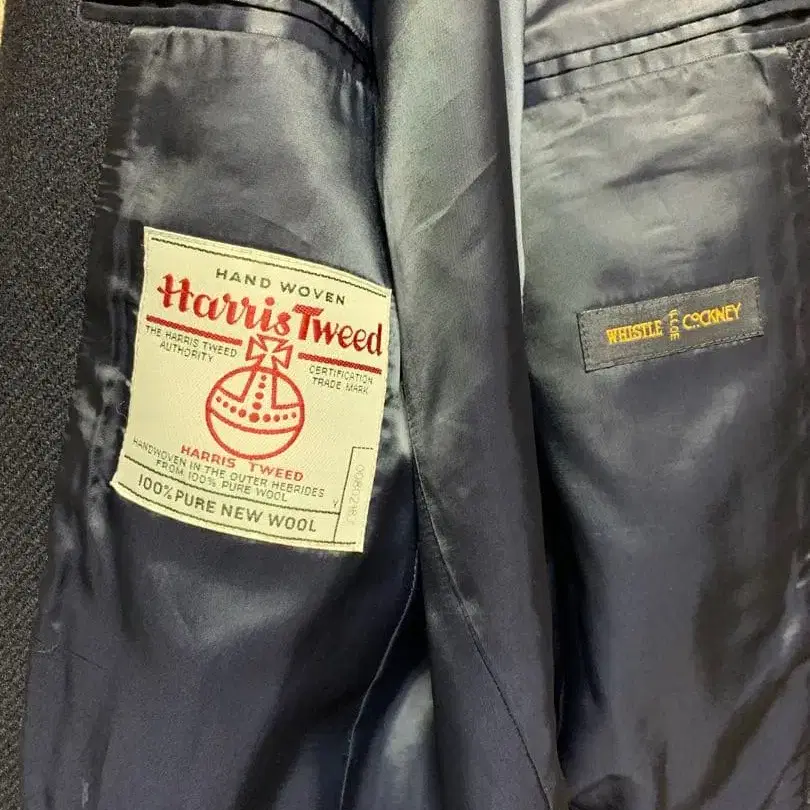 HAND WOVEN
Harris Tweed
THE HARRIS TWEED
AUTHORITY
CERTIFICATION
TRADE MARK
HARRIS TWEED
HANDWOVEN IN THE OUTER HEBRIDES
FROM 100% PURE WOOL
100% PURE NEW WOOL
Y
WHISTLE
COCKNEY